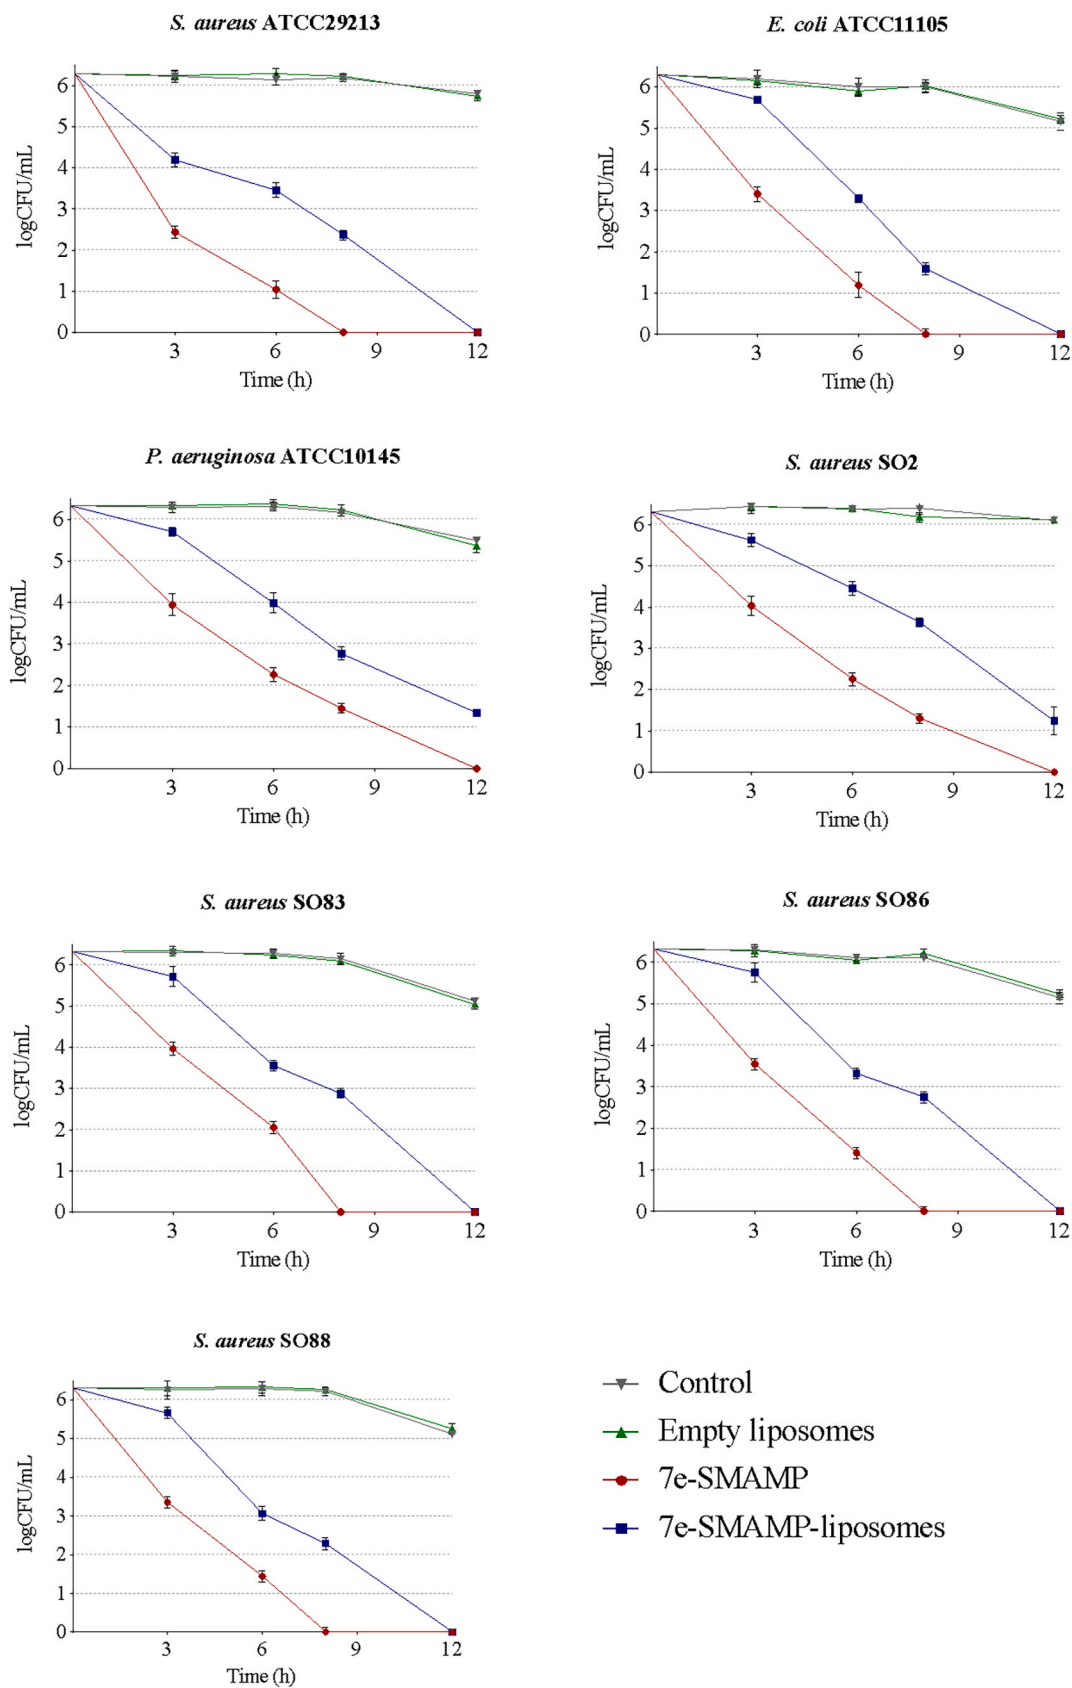 S. aureus ATCC29213
6
5
4
3
2
1
0
logCFU/mL
3 6 9 12
Time (h)
E. coli ATCC11105
6
5
4
3
2
1
0
logCFU/mL
3 6 9 12
Time (h)
P. aeruginosa ATCC10145
6
5
4
3
2
1
0
logCFU/mL
3 6 9 12
Time (h)
S. aureus SO2
6
5
4
3
2
1
0
logCFU/mL
3 6 9 12
Time (h)
S. aureus SO83
6
5
4
3
2
1
0
logCFU/mL
3 6 9 12
Time (h)
S. aureus SO86
6
5
4
3
2
1
0
logCFU/mL
3 6 9 12
Time (h)
S. aureus SO88
6
5
4
3
2
1
0
logCFU/mL
3 6 9 12
Time (h)
Control
Empty liposomes
7e-SMAMP
7e-SMAMP-liposomes